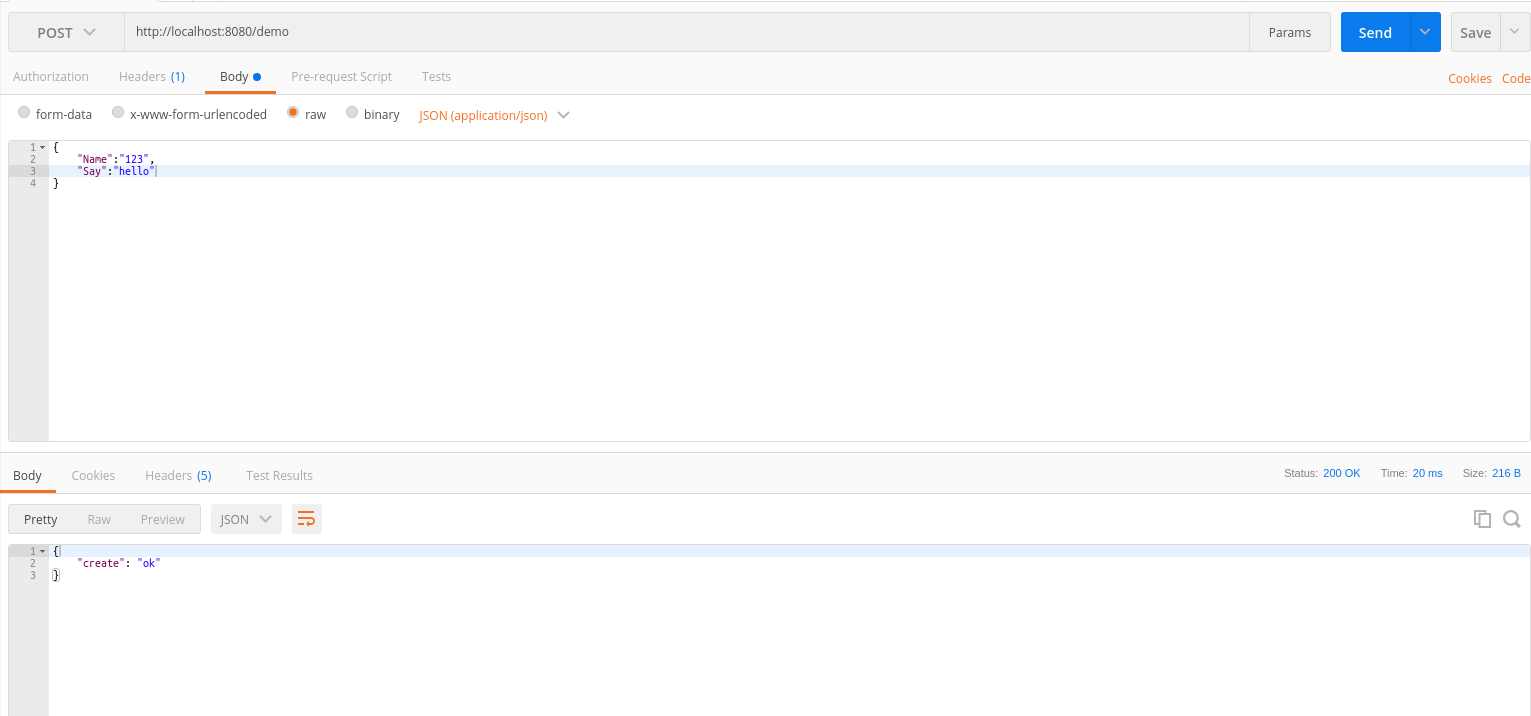 POST http://localhost:8080/demo Params Send Save
Authorization Headers (1) Body Pre-request Script Tests Cookies Code
form-data x-www-form-urlencoded raw binary JSON (application/json)
1 {
2 "Name":"123",
3 "Say":"hello"
4 }
Body Cookies Headers (5) Test Results Status: 200 OK Time: 20 ms Size: 216 B
Pretty Raw Preview JSON
1 {
2 "create": "ok"
3 }